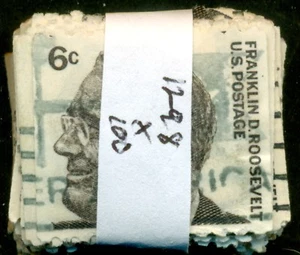 6c
FRANKLIN D. ROOSEVELT
U.S. POSTAGE
1298
X
100